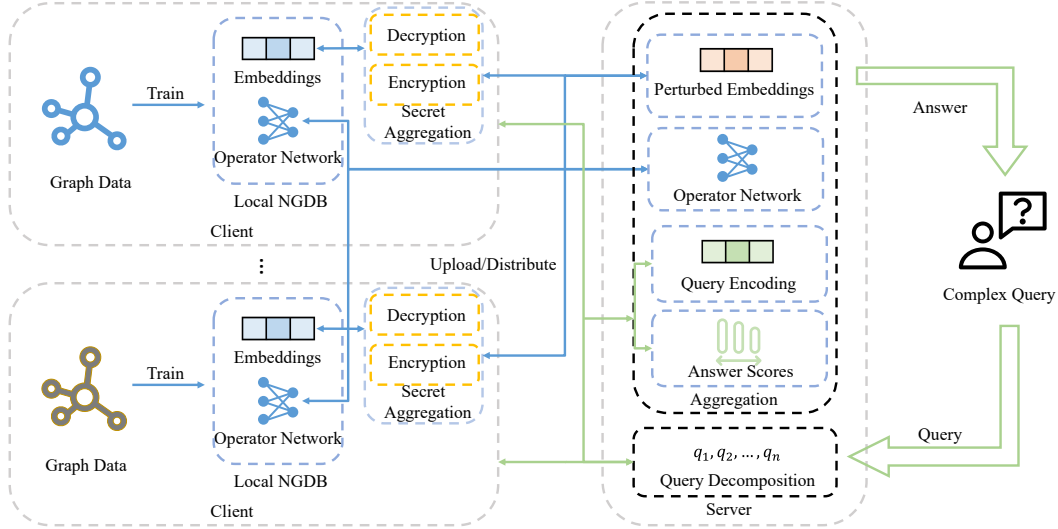 Decryption
Embeddings
Encryption
Train
Secret
Aggregation
Operator Network
Graph Data
Local NGDB
Client
...
Upload/Distribute
Decryption
Embeddings
Encryption
Train
Secret
Aggregation
Operator Network
Graph Data
Local NGDB
Client
Perturbed Embeddings
Operator Network
Query Encoding
Answer Scores
Aggregation
q₁, q₂, ..., qₙ
Query Decomposition
Server
Answer
?
Complex Query
Query